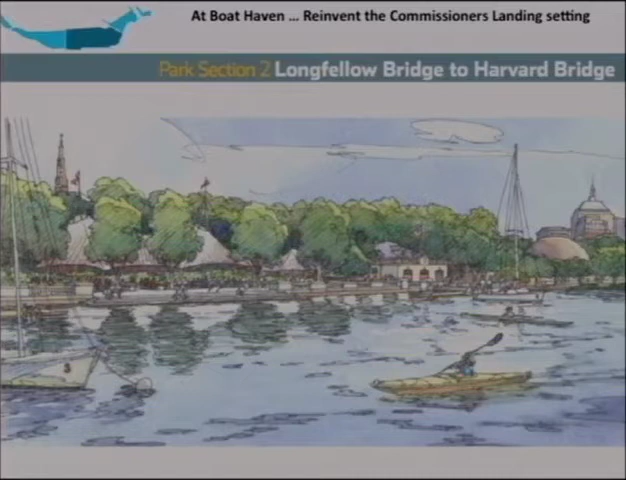 At Boat Haven ... Reinvent the Commissioners Landing setting
Park Section 2 Longfellow Bridge to Harvard Bridge